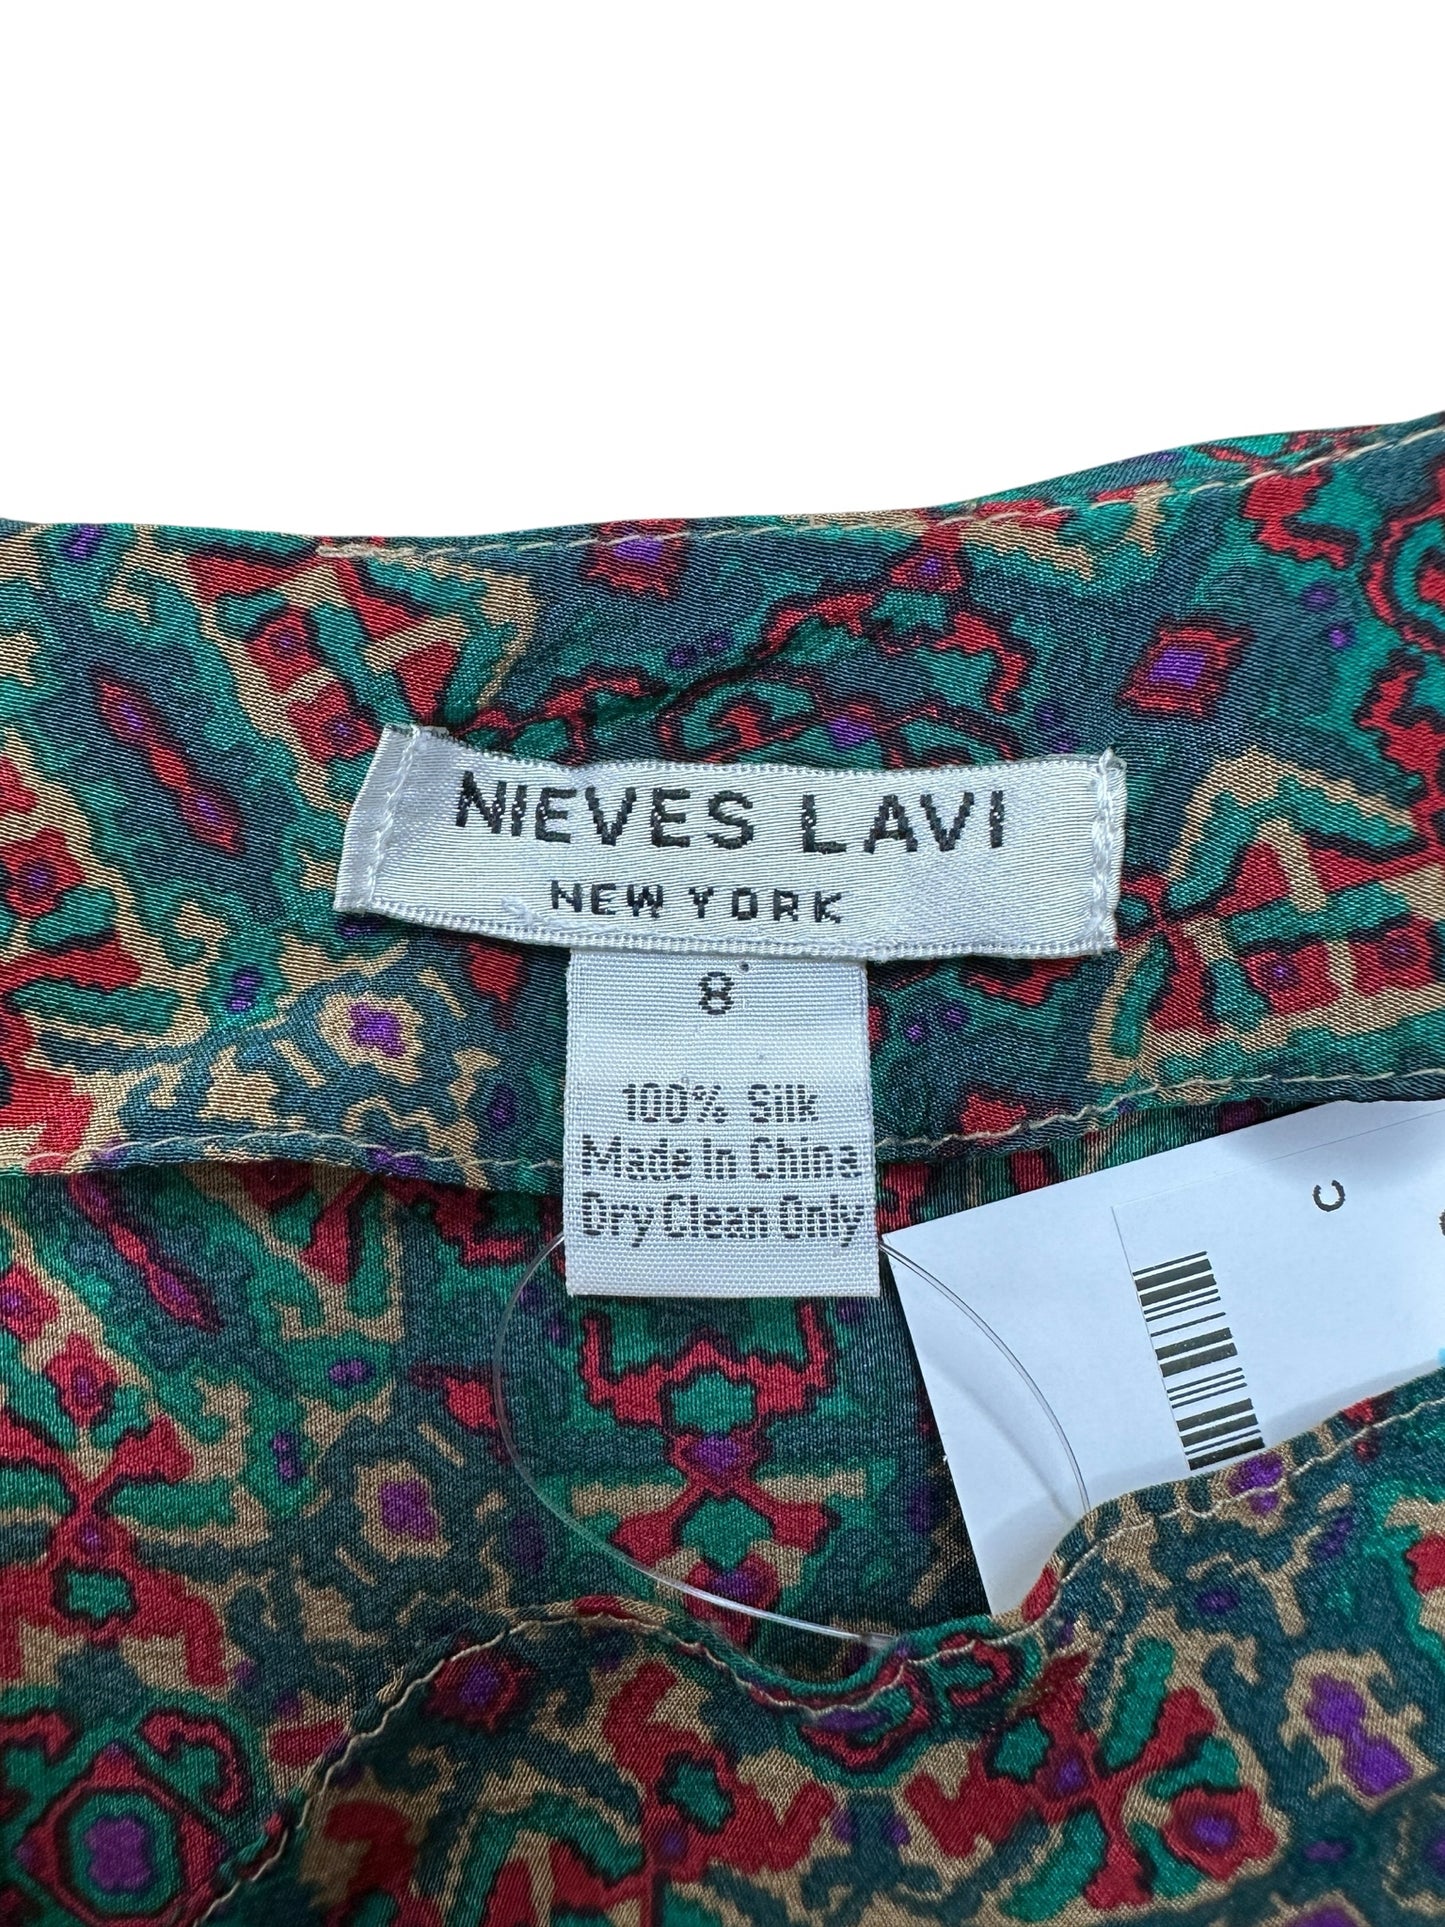 NIEVES LAVI
NEW YORK
8
100% Silk
Made in China
Dry Clean Only
C